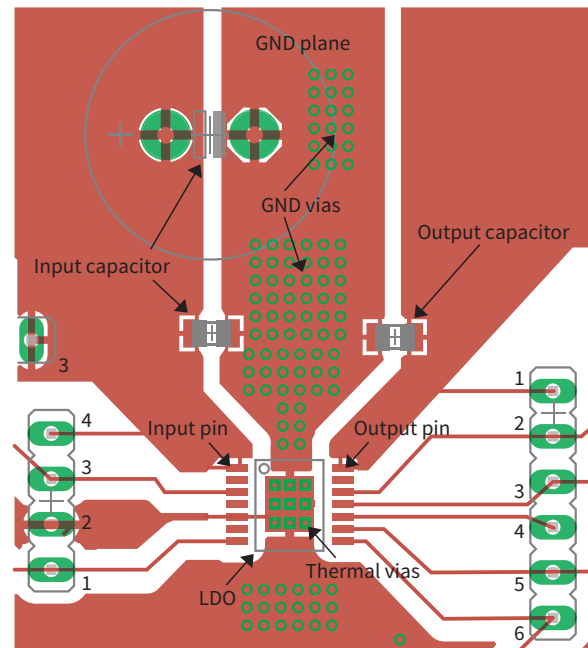 GND plane
GND vias
Output capacitor
Input capacitor
3
1
4
Input pin
Output pin
2
3
3
2
4
Thermal vias
5
1
LDO
6